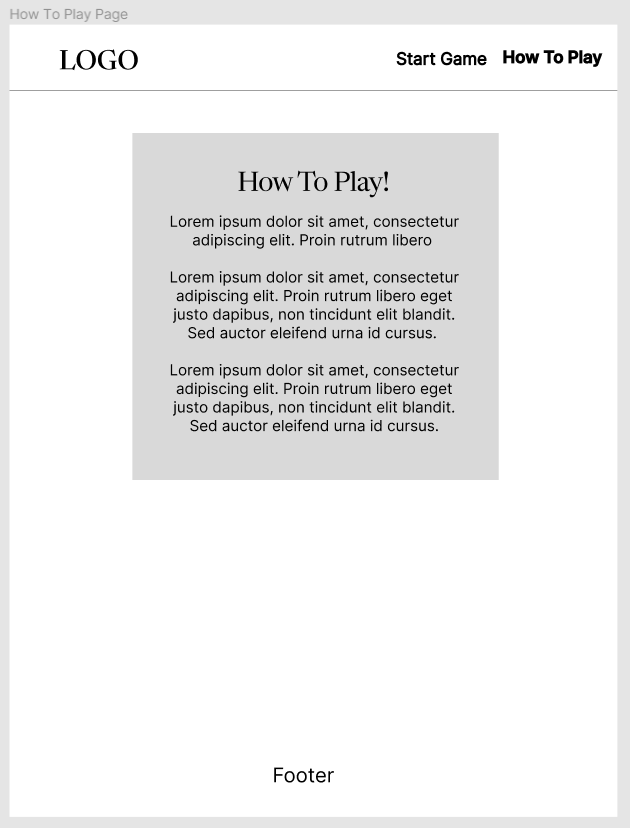 How To Play Page
LOGO
Start Game
How To Play
How To Play!
Lorem ipsum dolor sit amet, consectetur
adipiscing elit. Proin rutrum libero
Lorem ipsum dolor sit amet, consectetur
adipiscing elit. Proin rutrum libero eget
justo dapibus, non tincidunt elit blandit.
Sed auctor eleifend urna id cursus.
Lorem ipsum dolor sit amet, consectetur
adipiscing elit. Proin rutrum libero eget
justo dapibus, non tincidunt elit blandit.
Sed auctor eleifend urna id cursus.
Footer